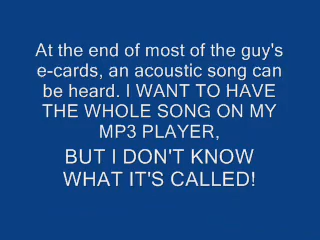 At the end of most of the guy's
e-cards, an acoustic song can
be heard. I WANT TO HAVE
THE WHOLE SONG ON MY
MP3 PLAYER,
BUT I DON'T KNOW
WHAT IT'S CALLED!